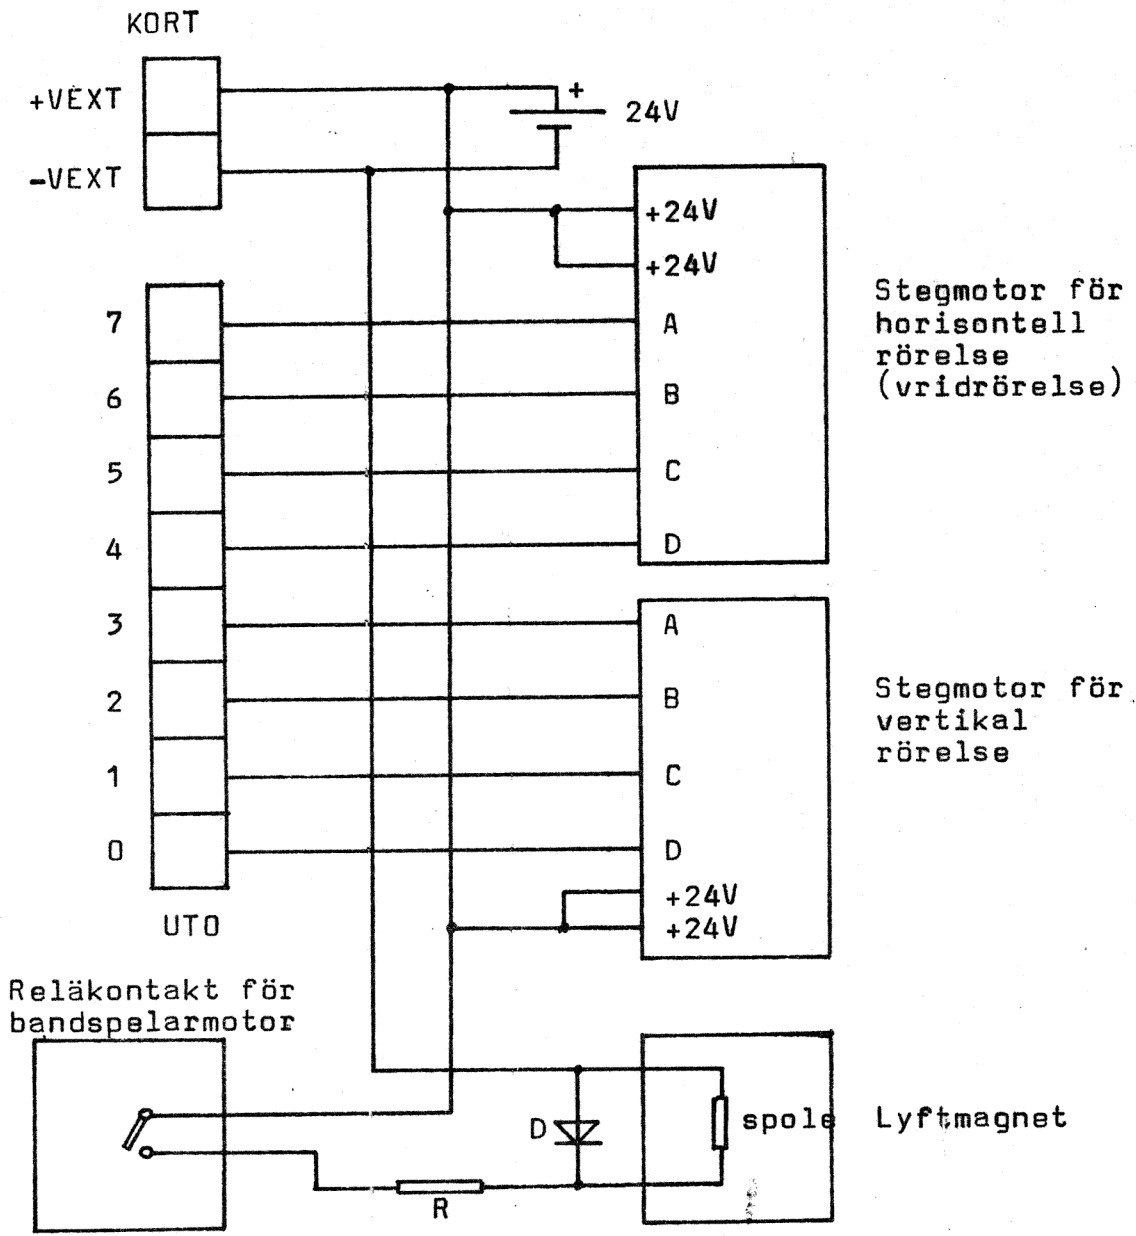 KORT
+VEXT
+
24V
-VEXT
+24V
+24V
7
A
6
B
5
C
4
D
Stegmotor för
horisontell
rörelse
(vridrörelse)
3
A
2
B
1
C
0
D
+24V
+24V
Stegmotor för
vertikal
rörelse
UTO
Reläkontakt för
bandspelarmotor
D
spole
Lyftmagnet
R